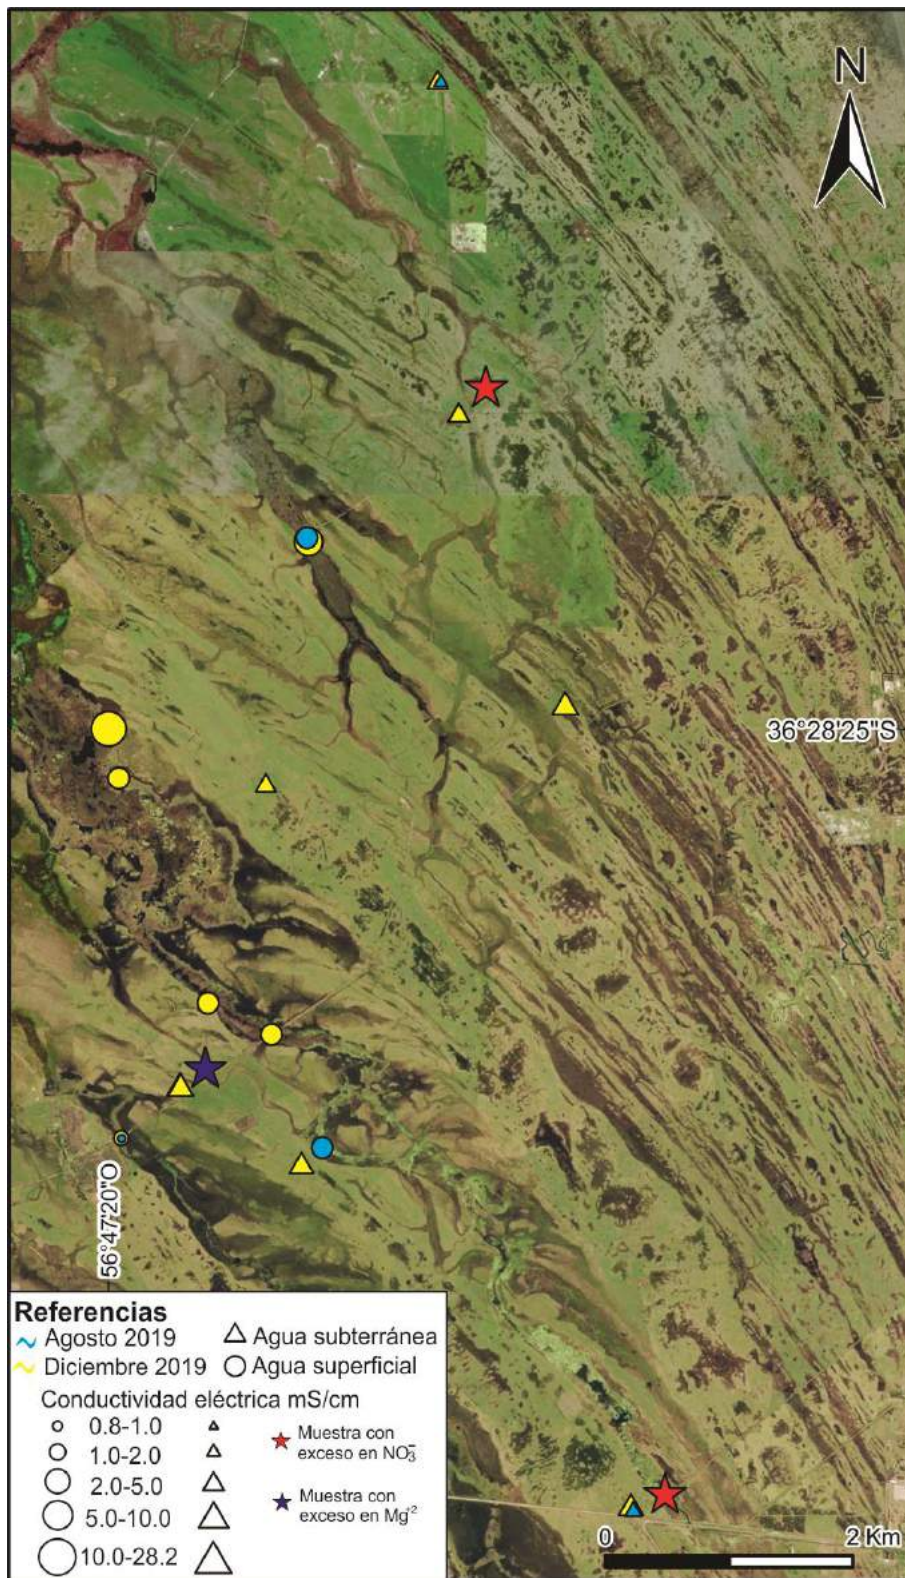 N
36°28'25"S
56°47'20"O
Referencias
Agosto 2019 Agua subterránea
Diciembre 2019 Agua superficial
Conductividad eléctrica mS/cm
0.8-1.0
1.0-2.0
2.0-5.0
5.0-10.0
10.0-28.2
Muestra con
exceso en NO₃⁻
Muestra con
exceso en Mg⁺²
0 2 Km